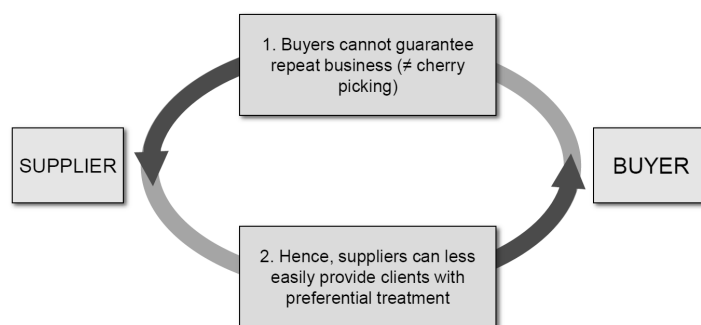 1. Buyers cannot guarantee
repeat business (≠ cherry
picking)
SUPPLIER
BUYER
2. Hence, suppliers can less
easily provide clients with
preferential treatment